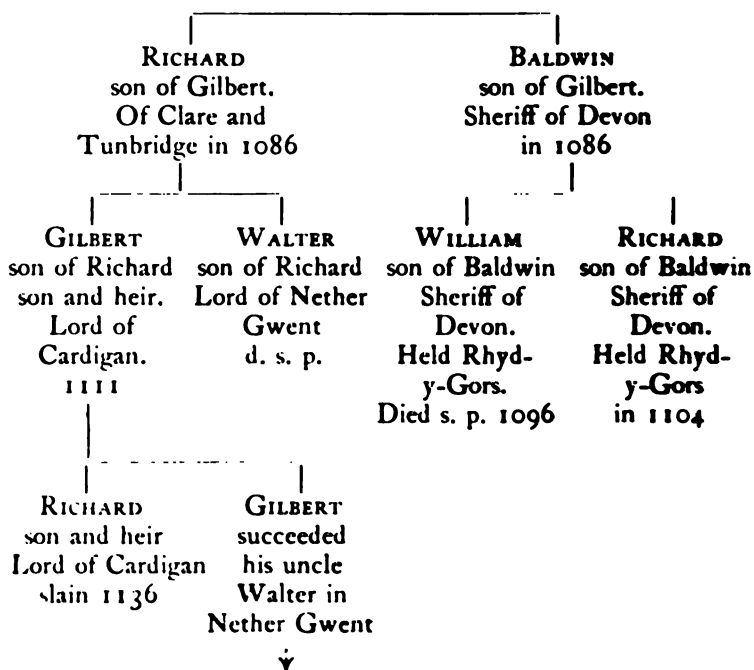 RICHARD
son of Gilbert.
Of Clare and
Tunbridge in 1086
BALDWIN
son of Gilbert.
Sheriff of Devon
in 1086
GILBERT
son of Richard
son and heir.
Lord of
Cardigan.
1111
WALTER
son of Richard
Lord of Nether
Gwent
d. s. p.
WILLIAM
son of Baldwin
Sheriff of
Devon.
Held Rhyd-
y-Gors.
Died s. p. 1096
RICHARD
son of Baldwin
Sheriff of
Devon.
Held Rhyd-
y-Gors
in 1104
RICHARD
son and heir
Lord of Cardigan
slain 1136
GILBERT
succeeded
his uncle
Walter in
Nether Gwent